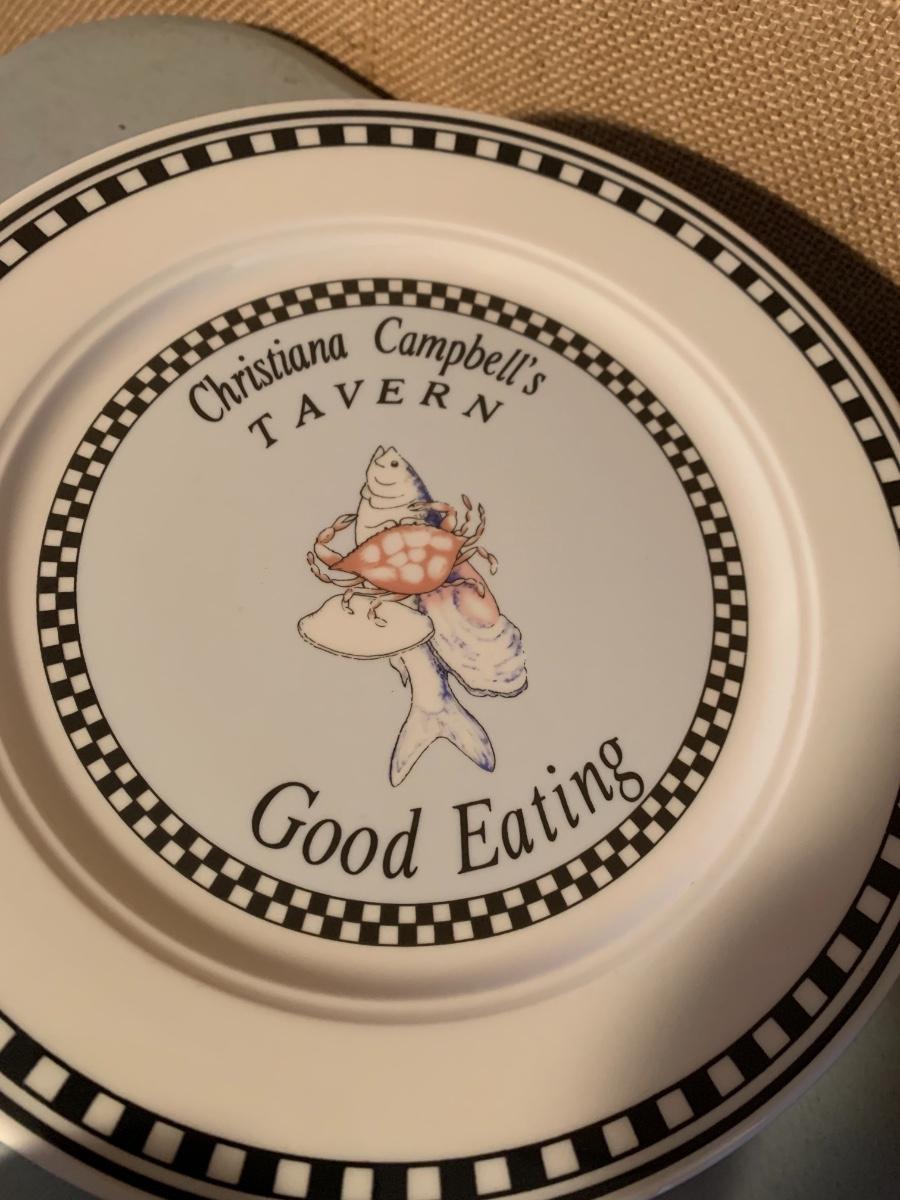 Christiana Campbell's
TAVERN
Good Eating